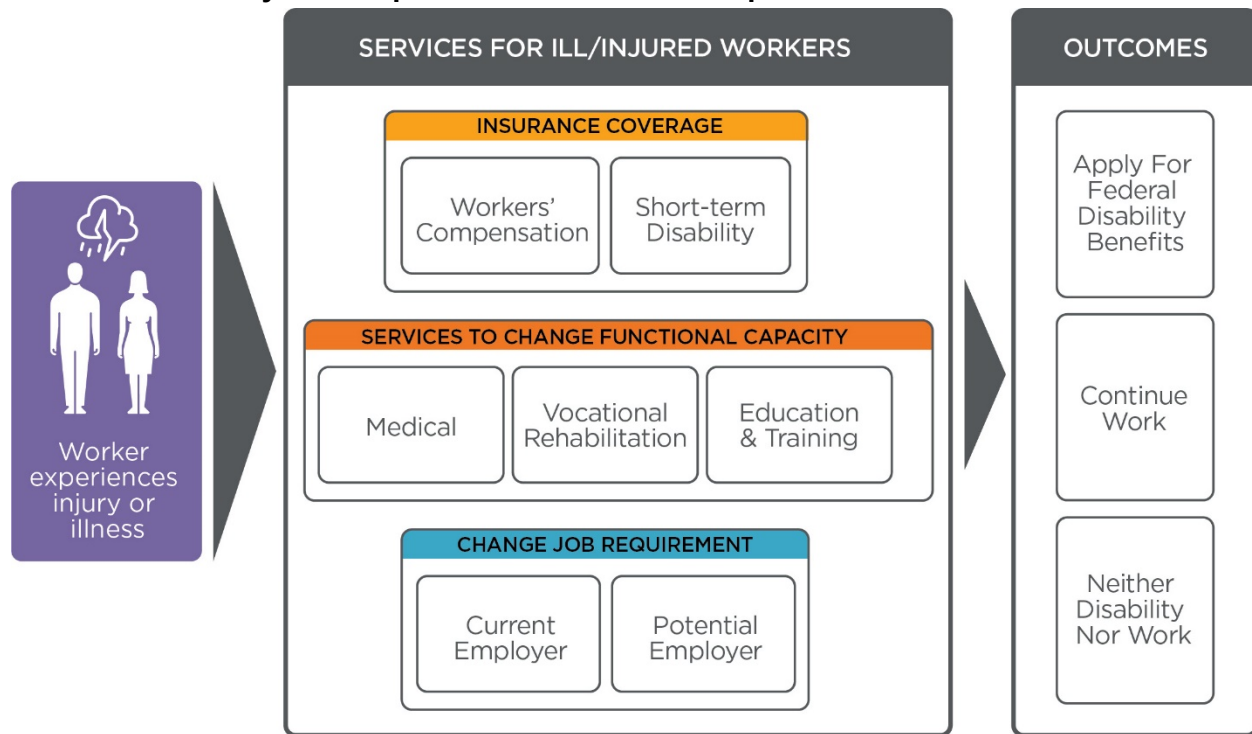 SERVICES FOR ILL/INJURED WORKERS
OUTCOMES
INSURANCE COVERAGE
Workers'
Compensation
Short-term
Disability
SERVICES TO CHANGE FUNCTIONAL CAPACITY
Medical
Vocational
Rehabilitation
Education
& Training
CHANGE JOB REQUIREMENT
Current
Employer
Potential
Employer
Worker
experiences
injury or
illness
Apply For
Federal
Disability
Benefits
Continue
Work
Neither
Disability
Nor Work